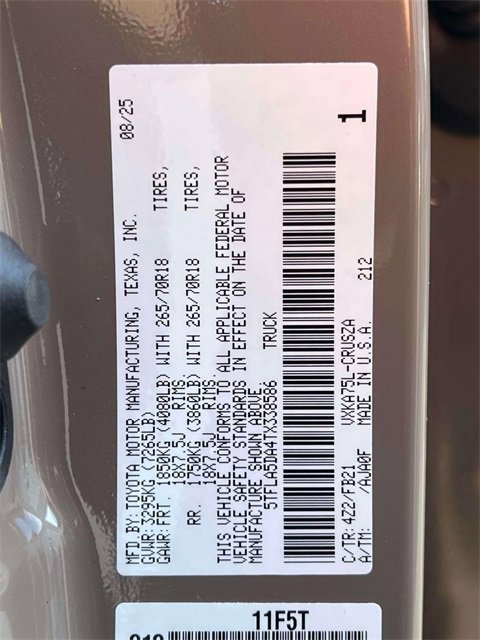 MFD.BY:TOYOTA MOTOR MANUFACTURING, TEXAS, INC. 08/25
GVWR:3295KG (7265LB)
GAWR:FRT. 1850KG (4080LB) WITH 265/70R18 TIRES,
18X7.5J RIMS
RR. 1750KG (3860LB) WITH 265/70R18 TIRES,
18X7.5J RIMS
THIS VEHICLE CONFORMS TO ALL APPLICABLE FEDERAL MOTOR
VEHICLE SAFETY STANDARDS IN EFFECT ON THE DATE OF
MANUFACTURE SHOWN ABOVE
5TFLA5DA4TX338586 TRUCK
1
C/TR:4Z2 /FB21 VXKA75L-CRUSZA 212
A/TM: /AJA0F MADE IN U.S.A.
11F5T
212